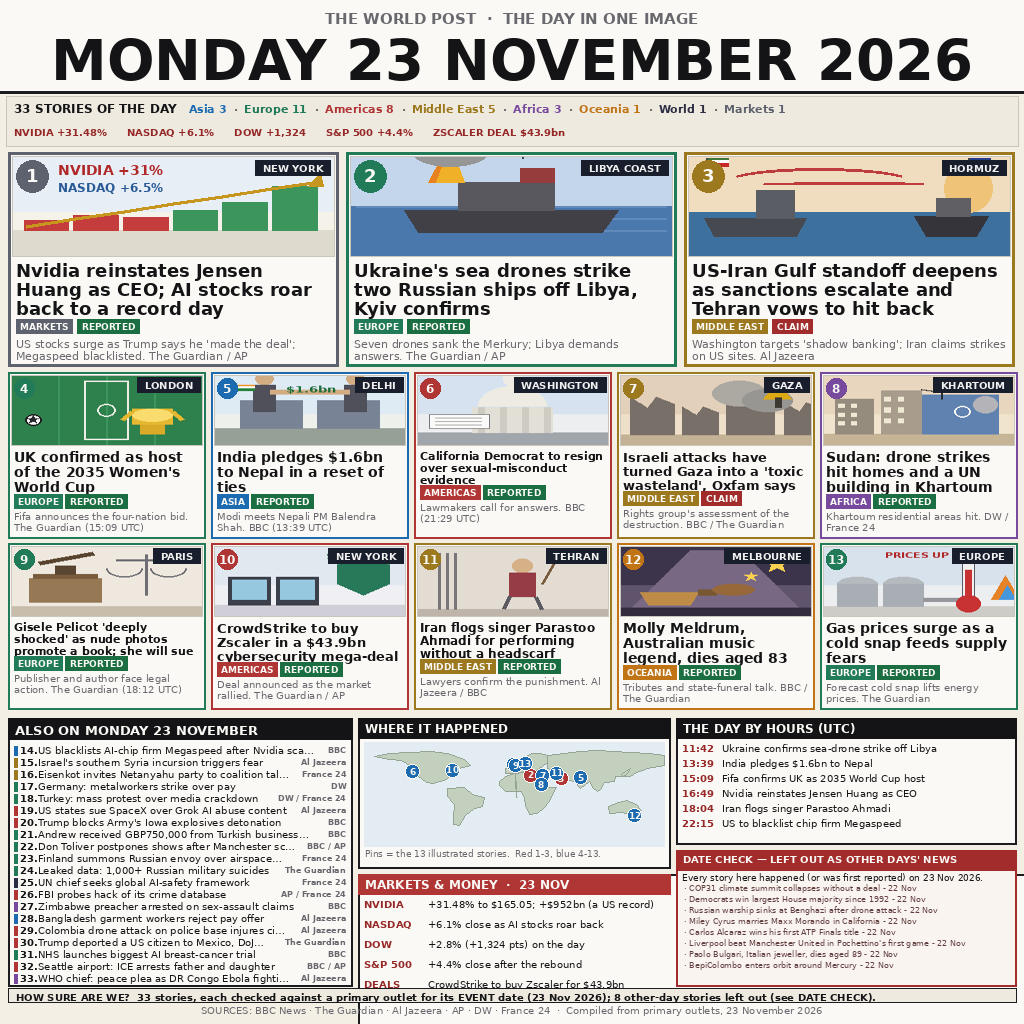 THE WORLD POST · THE DAY IN ONE IMAGE
MONDAY 23 NOVEMBER 2026
33 STORIES OF THE DAY Asia 3 · Europe 11 · Americas 8 · Middle East 5 · Africa 3 · Oceania 1 · World 1 · Markets 1
NVIDIA +31.48% NASDAQ +6.1% DOW +1,324 S&P 500 +4.4% ZSCALER DEAL $43.9bn
1
NVIDIA +31%
NASDAQ +6.5%
NEW YORK
Nvidia reinstates Jensen
Huang as CEO; AI stocks roar
back to a record day
MARKETS REPORTED
US stocks surge as Trump says he 'made the deal';
Megaspeed blacklisted. The Guardian / AP
2
LIBYA COAST
Ukraine's sea drones strike
two Russian ships off Libya,
Kyiv confirms
EUROPE REPORTED
Seven drones sank the Merkury; Libya demands
answers. The Guardian / AP
3
HORMUZ
US-Iran Gulf standoff deepens
as sanctions escalate and
Tehran vows to hit back
MIDDLE EAST CLAIM
Washington targets 'shadow banking'; Iran claims strikes
on US sites. Al Jazeera
4
LONDON
UK confirmed as host
of the 2035 Women's
World Cup
EUROPE REPORTED
Fifa announces the four-nation bid.
The Guardian (15:09 UTC)
5
$1.6bn
DELHI
India pledges $1.6bn
to Nepal in a reset of
ties
ASIA REPORTED
Modi meets Nepali PM Balendra
Shah. BBC (13:39 UTC)
6
WASHINGTON
California Democrat to resign
over sexual-misconduct
evidence
AMERICAS REPORTED
Lawmakers call for answers. BBC
(21:29 UTC)
7
GAZA
Israeli attacks have
turned Gaza into a 'toxic
wasteland', Oxfam says
MIDDLE EAST CLAIM
Rights group's assessment of the
destruction. BBC / The Guardian
8
KHARTOUM
Sudan: drone strikes
hit homes and a UN
building in Khartoum
AFRICA REPORTED
Khartoum residential areas hit. DW /
France 24
9
PARIS
Gisele Pelicot 'deeply
shocked' as nude photos
promote a book; she will sue
EUROPE REPORTED
Publisher and author face legal
action. The Guardian (18:12 UTC)
10
NEW YORK
CrowdStrike to buy
Zscaler in a $43.9bn
cybersecurity mega-deal
AMERICAS REPORTED
Deal announced as the market
rallied. The Guardian / AP
11
TEHRAN
Iran flogs singer Parastoo
Ahmadi for performing
without a headscarf
MIDDLE EAST REPORTED
Lawyers confirm the punishment. Al
Jazeera / BBC
12
MELBOURNE
Molly Meldrum,
Australian music
legend, dies aged 83
OCEANIA REPORTED
Tributes and state-funeral talk. BBC /
The Guardian
13
PRICES UP
EUROPE
Gas prices surge as a
cold snap feeds supply
fears
EUROPE REPORTED
Forecast cold snap lifts energy
prices. The Guardian
ALSO ON MONDAY 23 NOVEMBER
14. US blacklists AI-chip firm Megaspeed after Nvidia sca... BBC
15. Israel's southern Syria incursion triggers fear Al Jazeera
16. Eisenkot invites Netanyahu party to coalition tal... France 24
17. Germany: metalworkers strike over pay DW
18. Turkey: mass protest over media crackdown DW / France 24
19. US states sue SpaceX over Grok AI abuse content Al Jazeera
20. Trump blocks Army's Iowa explosives detonation BBC
21. Andrew received GBP750,000 from Turkish business... BBC
22. Don Toliver postpones shows after Manchester sc... BBC / AP
23. Finland summons Russian envoy over airspace... France 24
24. Leaked data: 1,000+ Russian military suicides The Guardian
25. UN chief seeks global AI-safety framework France 24
26. FBI probes hack of its crime database AP / France 24
27. Zimbabwe preacher arrested on sex-assault claims BBC
28. Bangladesh garment workers reject pay offer Al Jazeera
29. Colombia drone attack on police base injures ci... Al Jazeera
30. Trump deported a US citizen to Mexico, DoJ... The Guardian
31. NHS launches biggest AI breast-cancer trial BBC
32. Seattle airport: ICE arrests father and daughter BBC / AP
33. WHO chief: peace plea as DR Congo Ebola fighti... Al Jazeera
WHERE IT HAPPENED
6 10 9 13 2 7 11 3 5 8 12
Pins = the 13 illustrated stories. Red 1-3, blue 4-13.
MARKETS & MONEY · 23 NOV
NVIDIA +31.48% to $165.05; +$952bn (a US record)
NASDAQ +6.1% close as AI stocks roar back
DOW +2.8% (+1,324 pts) on the day
S&P 500 +4.4% close after the rebound
DEALS CrowdStrike to buy Zscaler for $43.9bn
THE DAY BY HOURS (UTC)
11:42 Ukraine confirms sea-drone strike off Libya
13:39 India pledges $1.6bn to Nepal
15:09 Fifa confirms UK as 2035 World Cup host
16:49 Nvidia reinstates Jensen Huang as CEO
18:04 Iran flogs singer Parastoo Ahmadi
22:15 US to blacklist chip firm Megaspeed
DATE CHECK — LEFT OUT AS OTHER DAYS' NEWS
Every story here happened (or was first reported) on 23 Nov 2026.
· COP31 climate summit collapses without a deal - 22 Nov
· Democrats win largest House majority since 1992 - 22 Nov
· Russian warship sinks at Benghazi after drone attack - 22 Nov
· Miley Cyrus marries Maxx Morando in California - 22 Nov
· Carlos Alcaraz wins his first ATP Finals title - 22 Nov
· Liverpool beat Manchester United in Pochettino's first game - 22 Nov
· Paolo Bulgari, Italian jeweller, dies aged 89 - 22 Nov
· BepiColombo enters orbit around Mercury - 22 Nov
HOW SURE ARE WE? 33 stories, each checked against a primary outlet for its EVENT date (23 Nov 2026); 8 other-day stories left out (see DATE CHECK).
SOURCES: BBC News · The Guardian · Al Jazeera · AP · DW · France 24 · Compiled from primary outlets, 23 November 2026